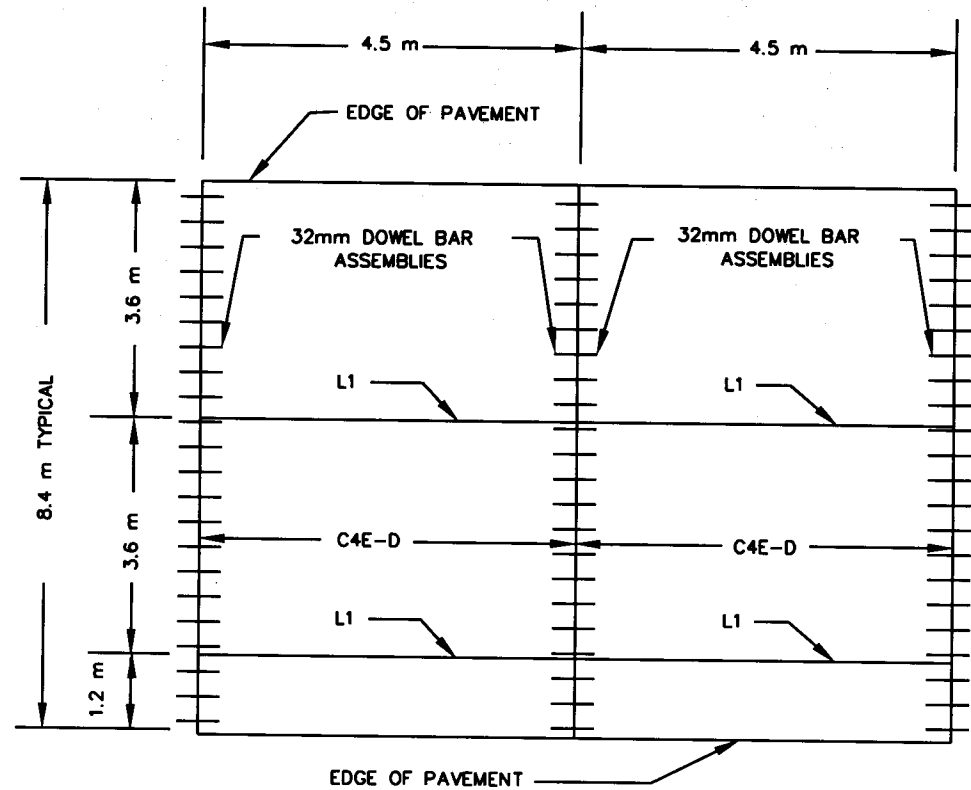 4.5 m
4.5 m
EDGE OF PAVEMENT
32mm DOWEL BAR
ASSEMBLIES
32mm DOWEL BAR
ASSEMBLIES
3.6 m
L1
L1
8.4 m TYPICAL
3.6 m
C4E-D
C4E-D
L1
L1
1.2 m
EDGE OF PAVEMENT